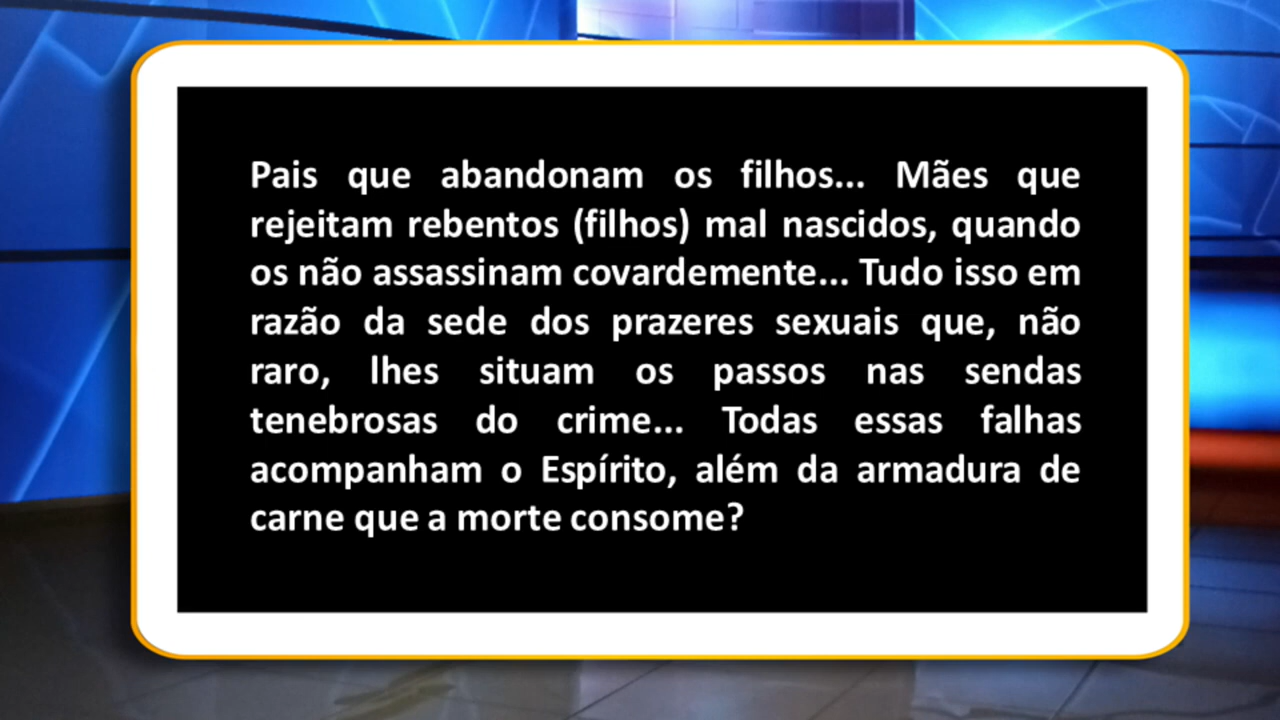 Pais que abandonam os filhos... Mães que
rejeitam rebentos (filhos) mal nascidos, quando
os não assassinam covardemente... Tudo isso em
razão da sede dos prazeres sexuais que, não
raro, lhes situam os passos nas sendas
tenebrosas do crime... Todas essas falhas
acompanham o Espírito, além da armadura de
carne que a morte consome?